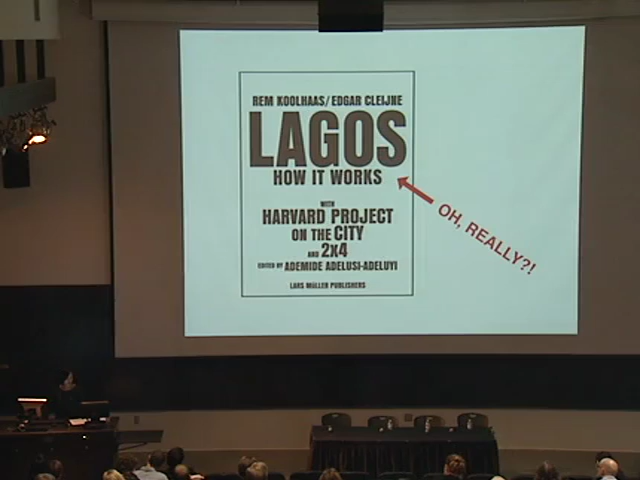 REM KOOLHAAS/EDGAR CLEIJNE
LAGOS
HOW IT WORKS
WITH
HARVARD PROJECT
ON THE CITY
AND 2x4
EDITED BY ADEMIDE ADELUSI-ADELUYI
LARS MÜLLER PUBLISHERS
OH, REALLY?!